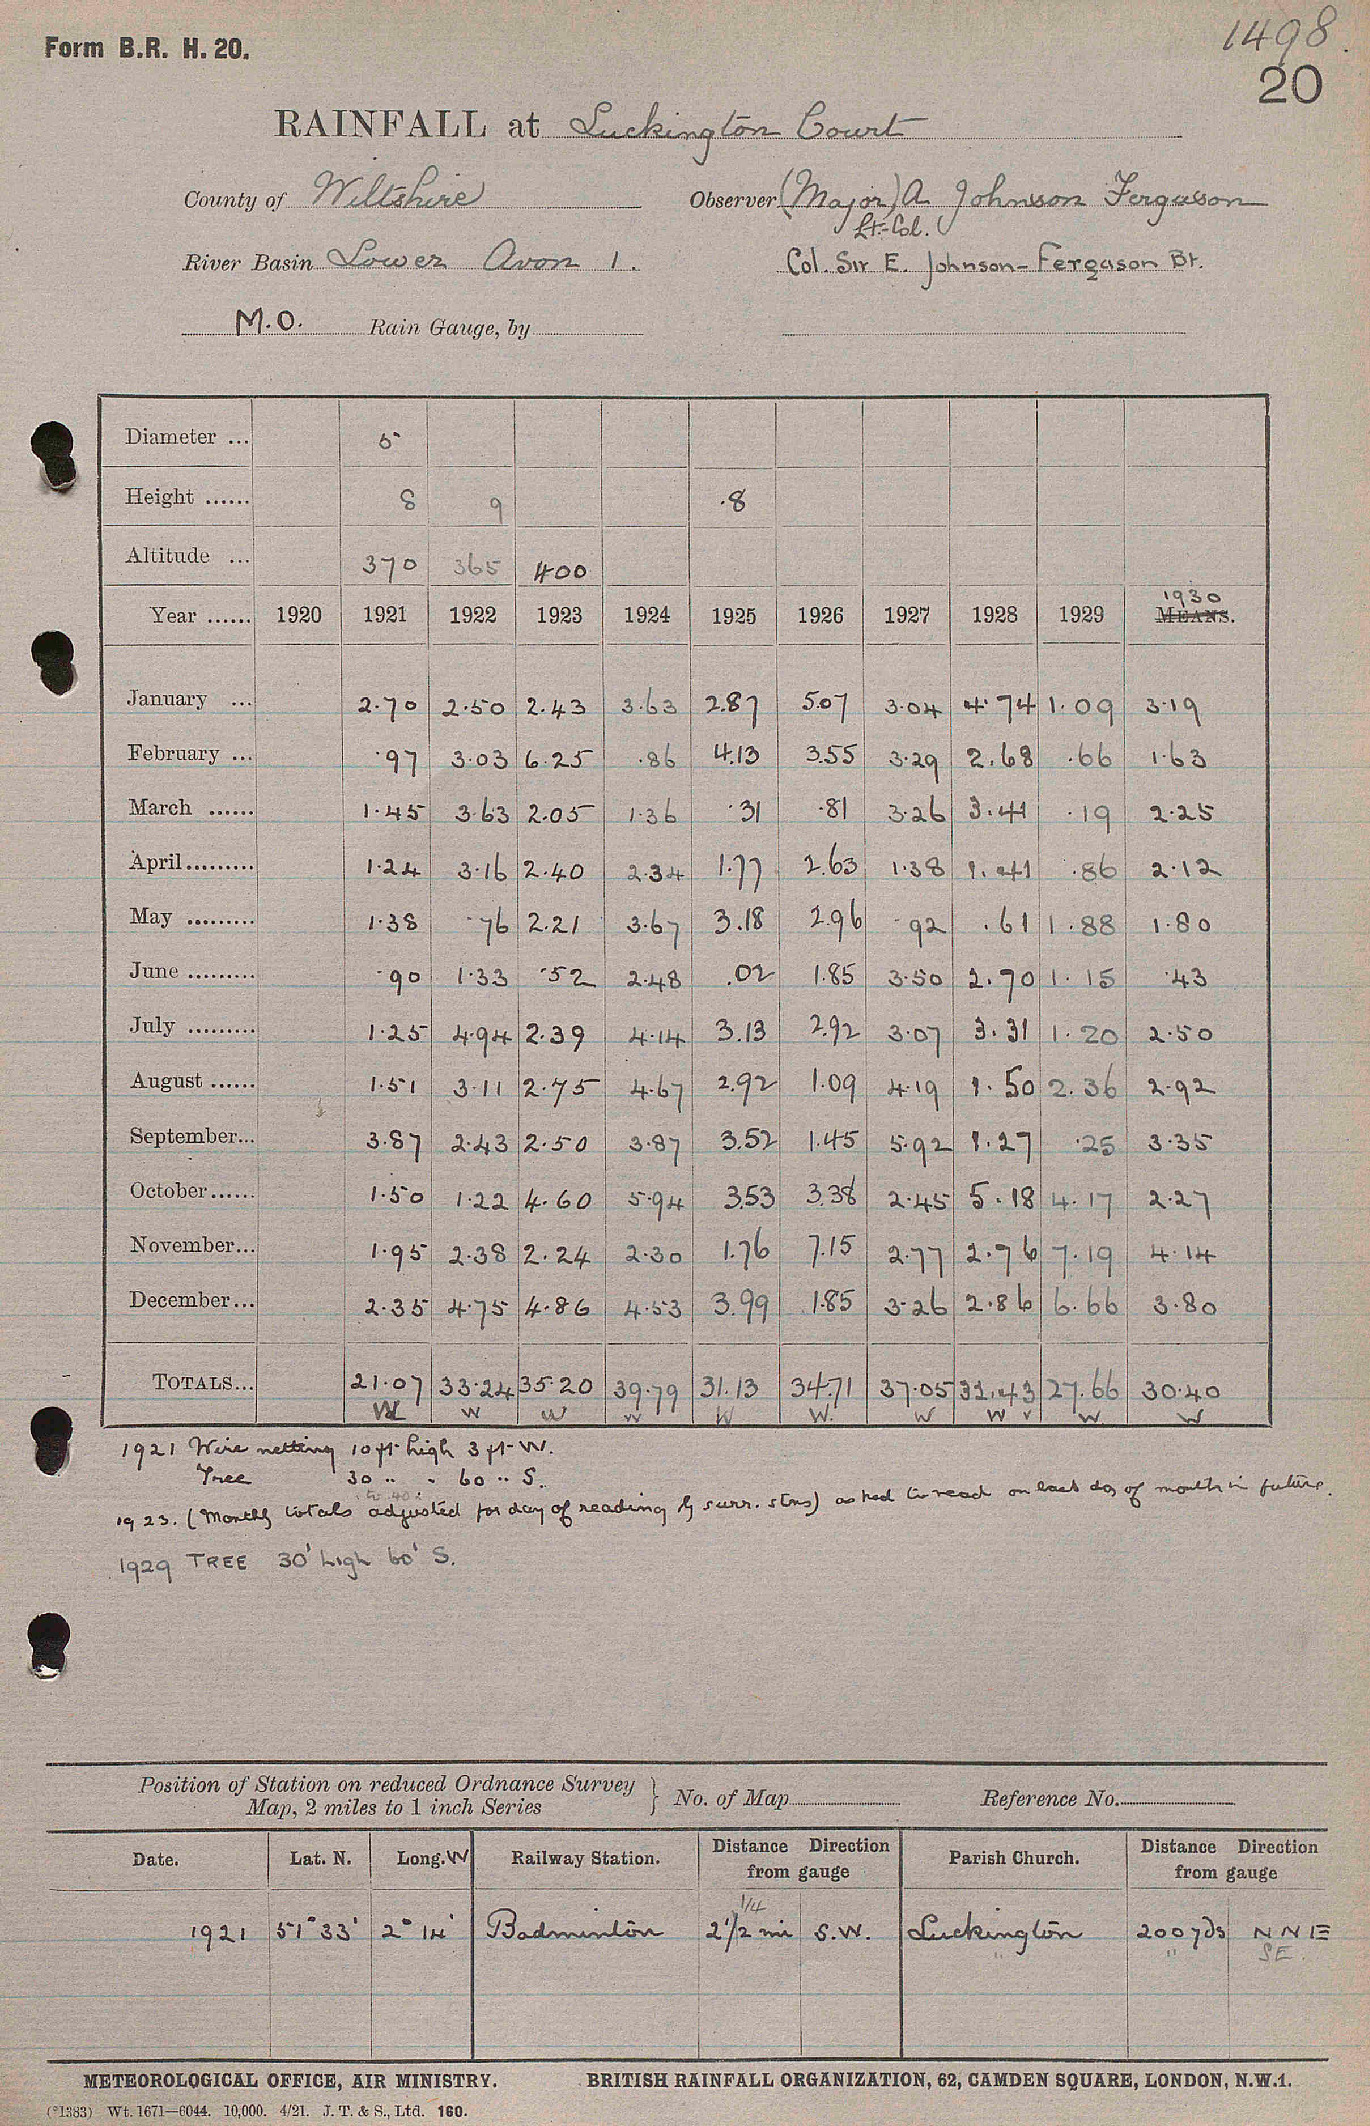 Form B.R. H. 20.
1498.
20
RAINFALL at Luckington Court
County of Wiltshire
Observer (Major) A Johnson Ferguson
Lt-Col.
River Basin Lower Avon 1.
Col. Sir E. Johnson-Ferguson Bt.
M.O. Rain Gauge, by
Diameter ... 5
Height ...... 8 9 .8
Altitude ... 370 365 400
1930
Year ...... 1920 1921 1922 1923 1924 1925 1926 1927 1928 1929 MEANS.
January ... 2.70 2.50 2.43 3.63 2.87 5.07 3.04 4.74 1.09 3.19
February ... .97 3.03 6.25 .86 4.13 3.55 3.29 2.68 .66 1.63
March ...... 1.45 3.63 2.05 1.36 .31 .81 3.26 3.41 .19 2.25
April ......... 1.24 3.16 2.40 2.34 1.77 2.63 1.38 1.41 .86 2.12
May ......... 1.38 .76 2.21 3.67 3.18 2.96 .92 .61 1.88 1.80
June ......... .90 1.33 .52 2.48 .02 1.85 3.50 2.70 1.15 .43
July ......... 1.25 4.94 2.39 4.14 3.13 2.92 3.07 3.31 1.20 2.50
August ...... 1.51 3.11 2.75 4.67 2.92 1.09 4.19 1.50 2.36 2.92
September... 3.87 2.43 2.50 3.87 3.52 1.45 5.92 1.27 .25 3.35
October...... 1.50 1.22 4.60 5.94 3.53 3.38 2.45 5.18 4.17 2.27
November... 1.95 2.38 2.24 2.30 1.76 7.15 2.77 2.76 7.19 4.14
December... 2.35 4.75 4.86 4.53 3.99 1.85 3.26 2.86 6.66 3.80
TOTALS... 21.07 33.24 35.20 39.79 31.13 34.71 37.05 32.43 27.66 30.40
W W W W W W. W W v W W
1921 Wire netting 10 ft high 3 ft W.
Tree 30 .. .. 60 .. S.
to 40
1923. (Monthly totals adjusted for day of reading by surr. stns) asked to read on last day of month in future.
1929 TREE 30' high 60' S.
Position of Station on reduced Ordnance Survey
Map, 2 miles to 1 inch Series
No. of Map
Reference No.
Date. Lat. N. Long. W Railway Station. Distance Direction from gauge Parish Church. Distance Direction from gauge
1/4
1921 51° 33' 2° 14' Badminton 2 1/2 mi S.W. Luckington 200 yds NNE
" " SE.
METEOROLOGICAL OFFICE, AIR MINISTRY. BRITISH RAINFALL ORGANIZATION, 62, CAMDEN SQUARE, LONDON, N.W.1.
(*1383) Wt. 1671—6044. 10,000. 4/21. J. T. & S., Ltd. 160.